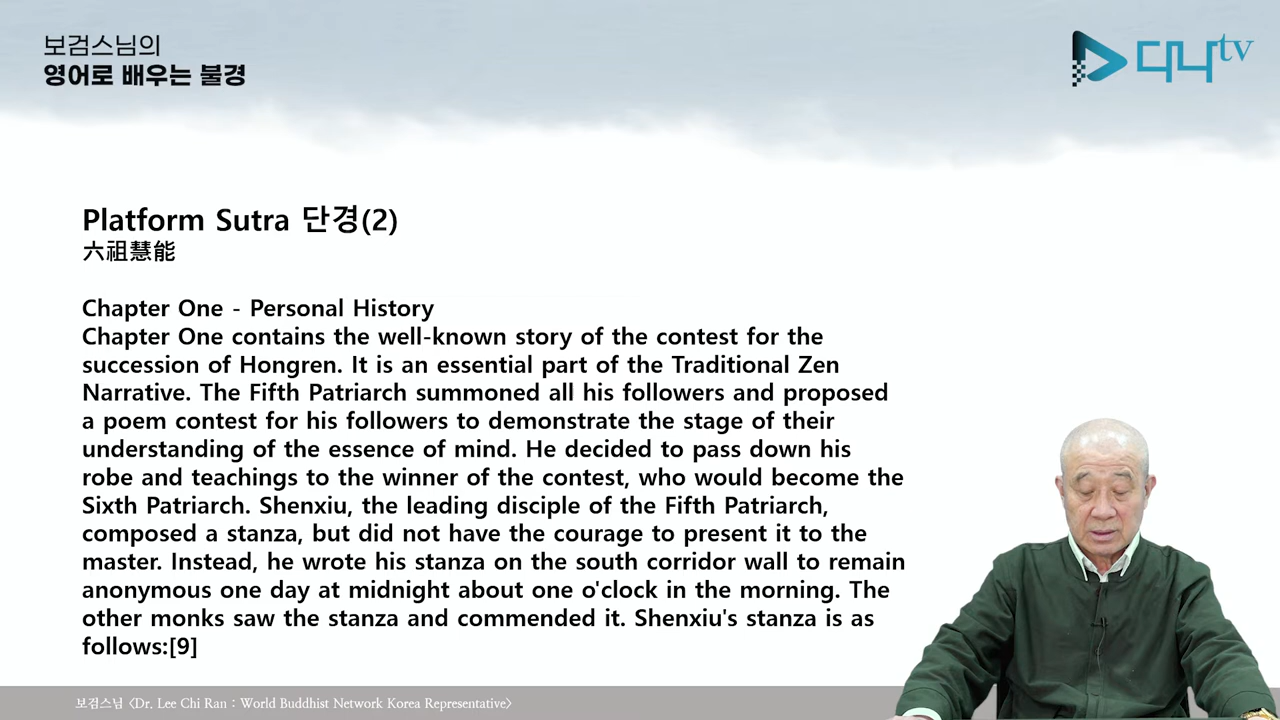 보검스님의
영어로 배우는 불경
다나tv
Platform Sutra 단경(2)
六祖慧能
Chapter One - Personal History
Chapter One contains the well-known story of the contest for the
succession of Hongren. It is an essential part of the Traditional Zen
Narrative. The Fifth Patriarch summoned all his followers and proposed
a poem contest for his followers to demonstrate the stage of their
understanding of the essence of mind. He decided to pass down his
robe and teachings to the winner of the contest, who would become the
Sixth Patriarch. Shenxiu, the leading disciple of the Fifth Patriarch,
composed a stanza, but did not have the courage to present it to the
master. Instead, he wrote his stanza on the south corridor wall to remain
anonymous one day at midnight about one o'clock in the morning. The
other monks saw the stanza and commended it. Shenxiu's stanza is as
follows:[9]
보검스님 <Dr. Lee Chi Ran : World Buddhist Network Korea Representative>